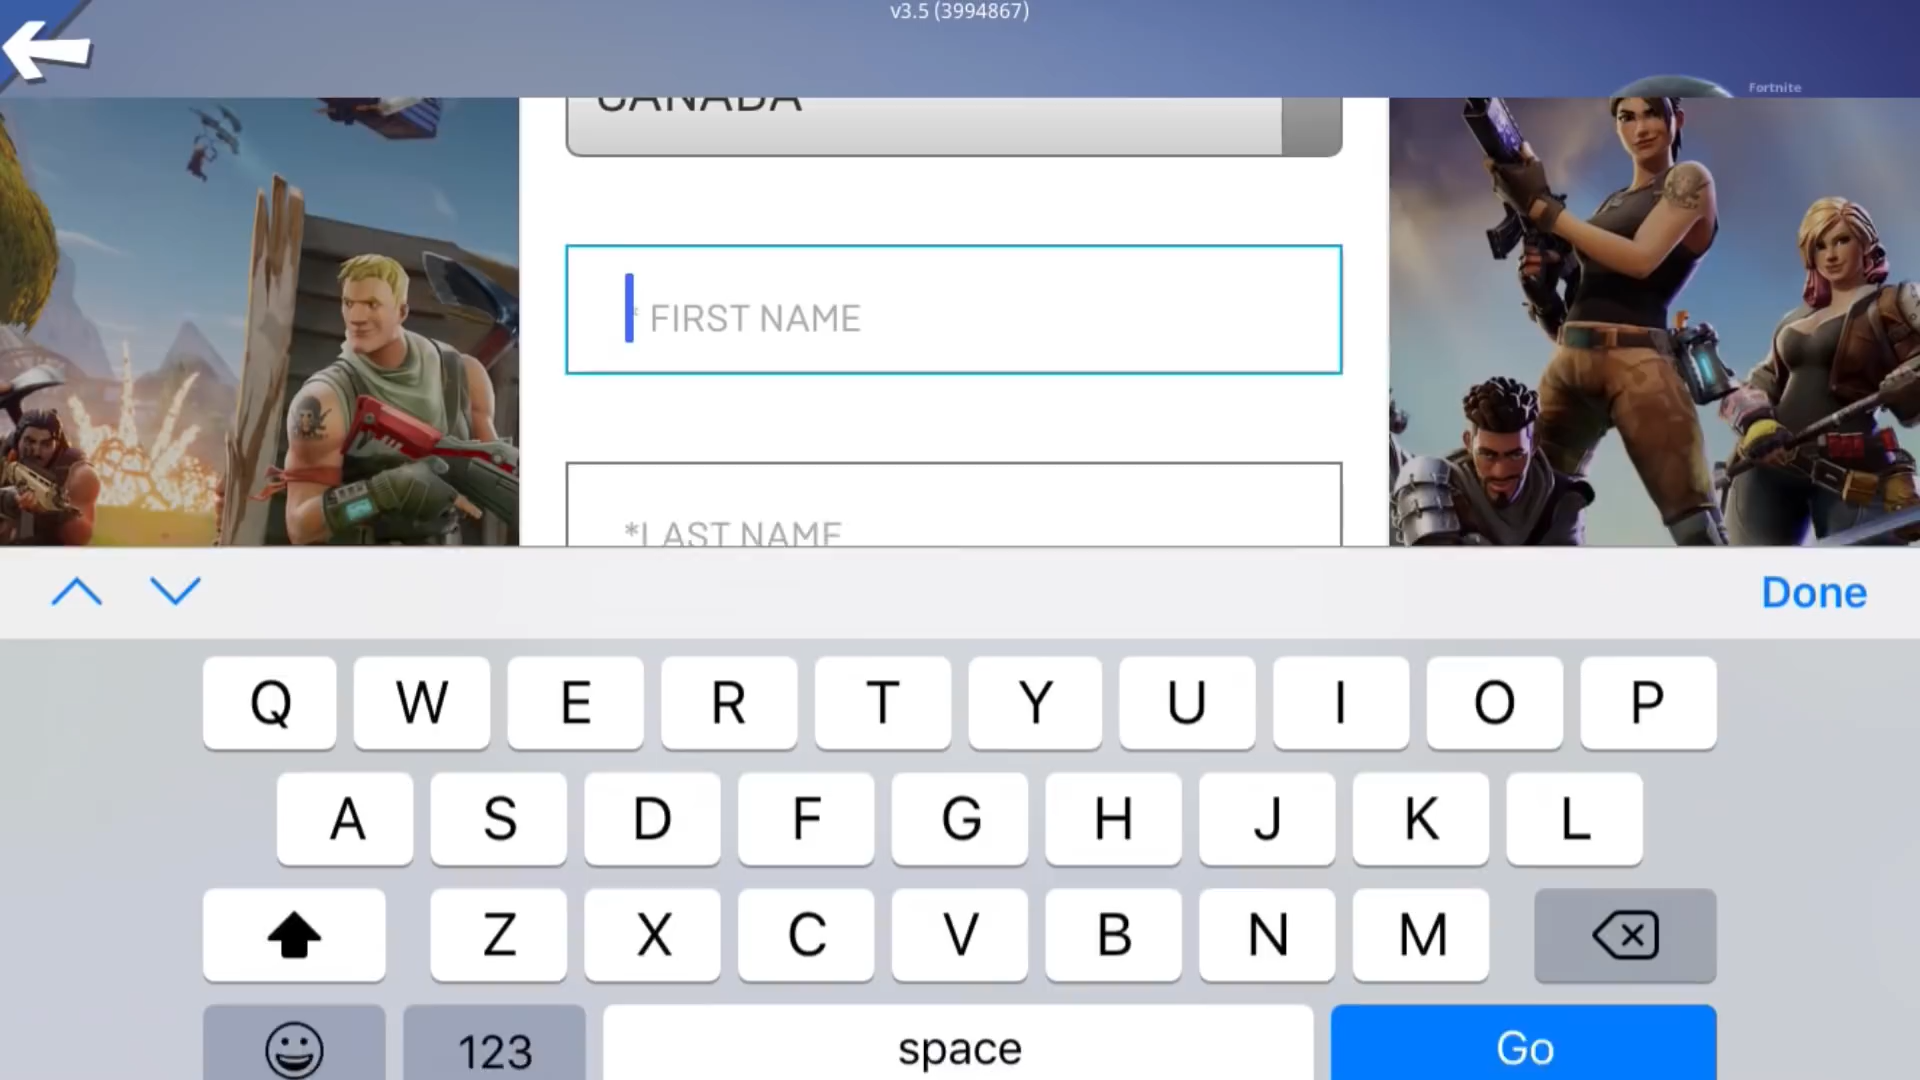 v3.5 (3994867)
Fortnite
CANADA
* FIRST NAME
*LAST NAME
Done
Q W E R T Y U I O P
A S D F G H J K L
Z X C V B N M
123 space Go